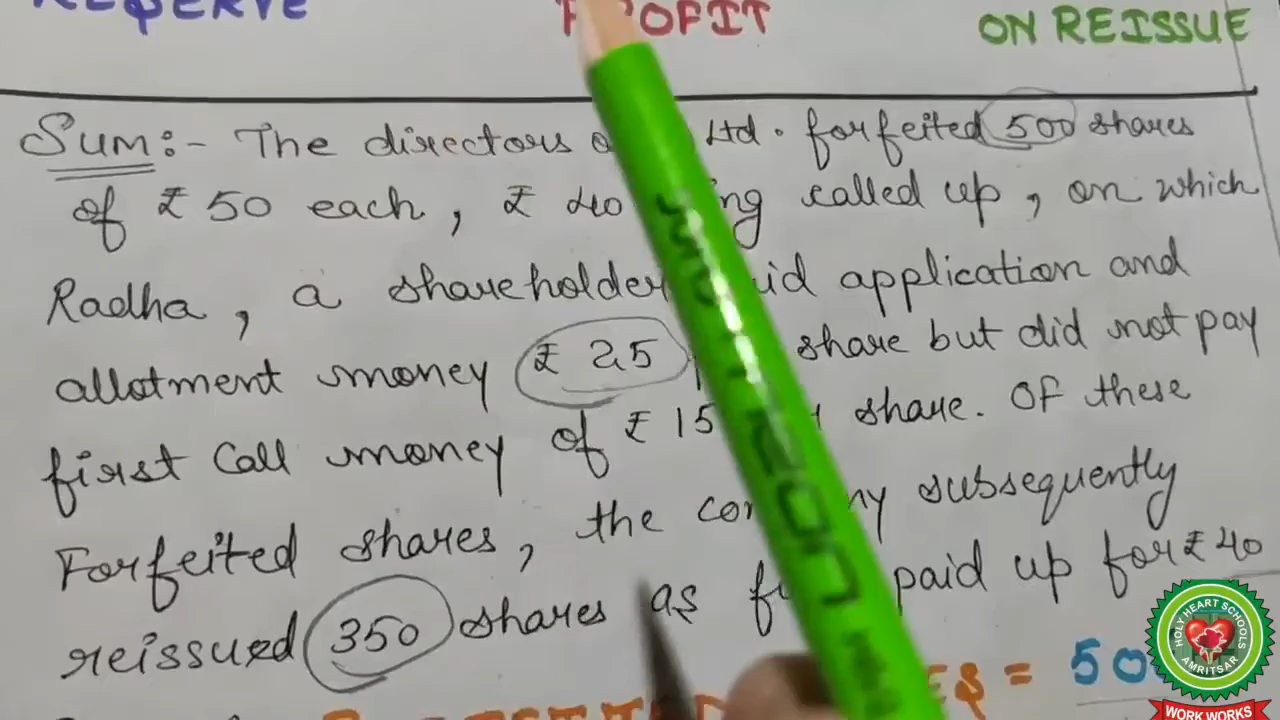 RESERVE PROFIT ON REISSUE
Sum:- The directors Ltd. forfeited 500 shares
of ₹ 50 each, ₹ 40 called up, on which
Radha, a shareholder application and
allotment money ₹ 25 share but did not pay
first call money of ₹ 15 share. Of these
Forfeited shares, the subsequently
reissued 350 shares as paid up for ₹ 40
HOLY HEART SCHOOLS
AMRITSAR
WORK WORKS